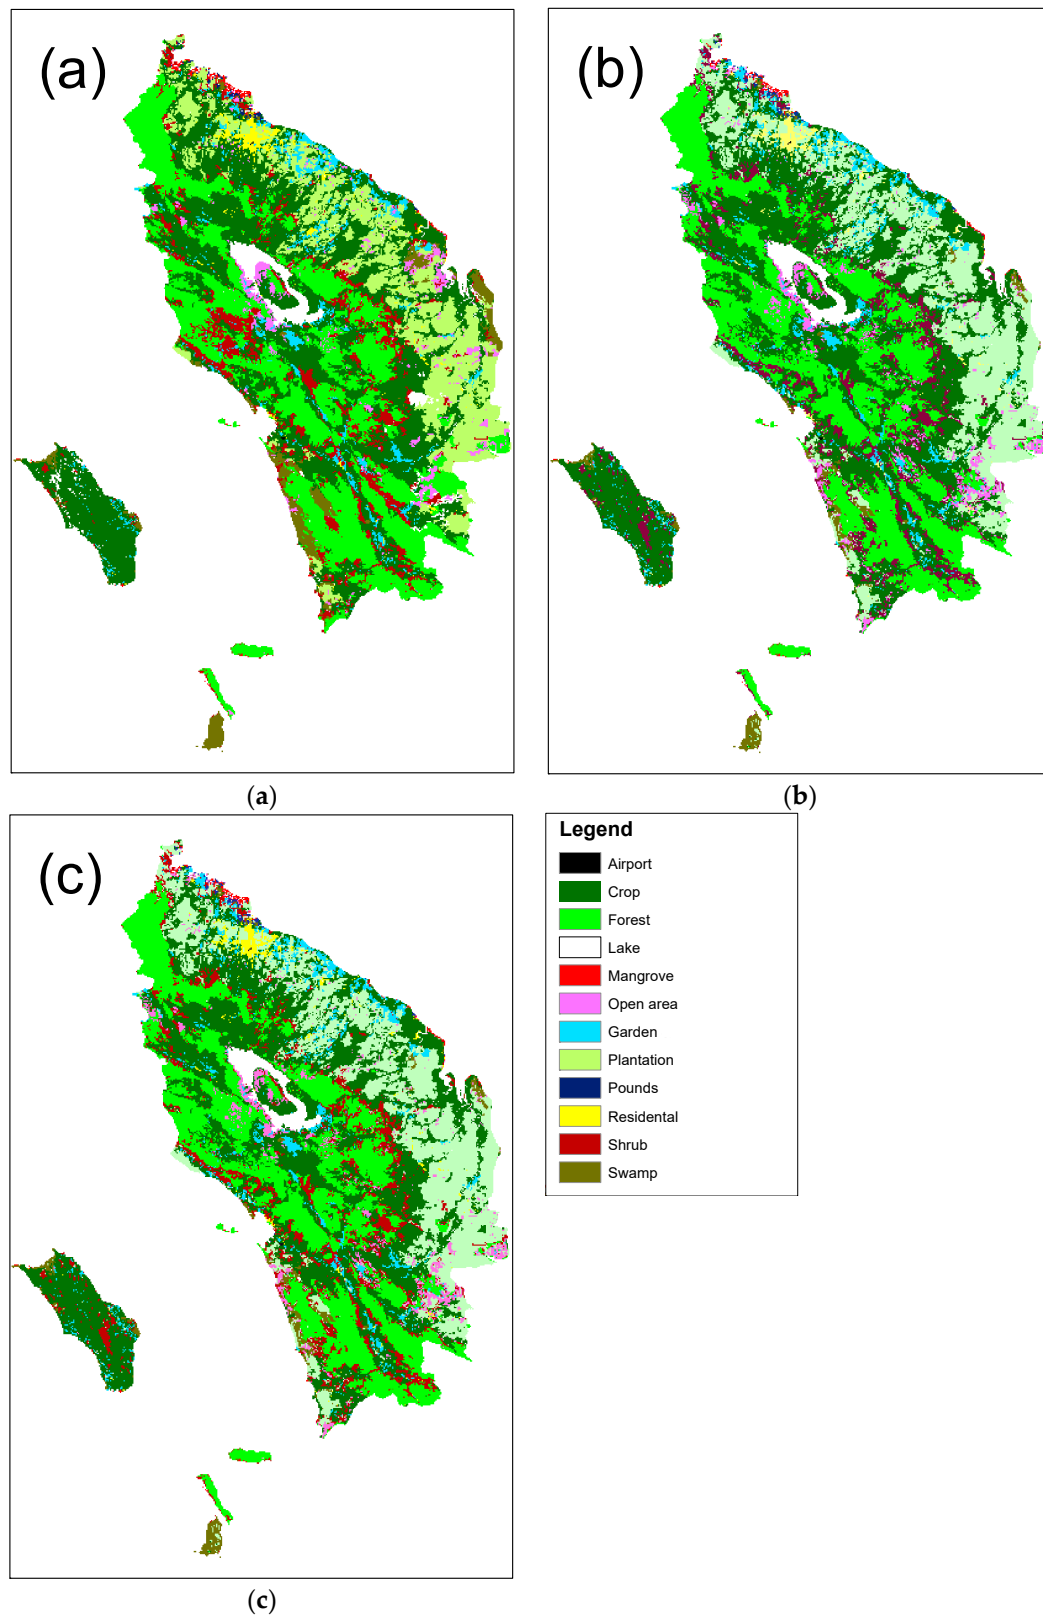 (a)
(b)
(a)
(b)
(c)
Legend
Airport
Crop
Forest
Lake
Mangrove
Open area
Garden
Plantation
Pounds
Residental
Shrub
Swamp
(c)